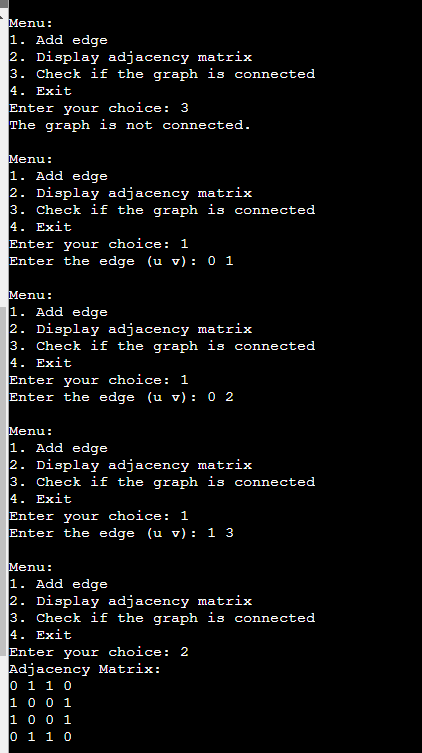 Menu:
1. Add edge
2. Display adjacency matrix
3. Check if the graph is connected
4. Exit
Enter your choice: 3
The graph is not connected.
Menu:
1. Add edge
2. Display adjacency matrix
3. Check if the graph is connected
4. Exit
Enter your choice: 1
Enter the edge (u v): 0 1
Menu:
1. Add edge
2. Display adjacency matrix
3. Check if the graph is connected
4. Exit
Enter your choice: 1
Enter the edge (u v): 0 2
Menu:
1. Add edge
2. Display adjacency matrix
3. Check if the graph is connected
4. Exit
Enter your choice: 1
Enter the edge (u v): 1 3
Menu:
1. Add edge
2. Display adjacency matrix
3. Check if the graph is connected
4. Exit
Enter your choice: 2
Adjacency Matrix:
0 1 1 0
1 0 0 1
1 0 0 1
0 1 1 0